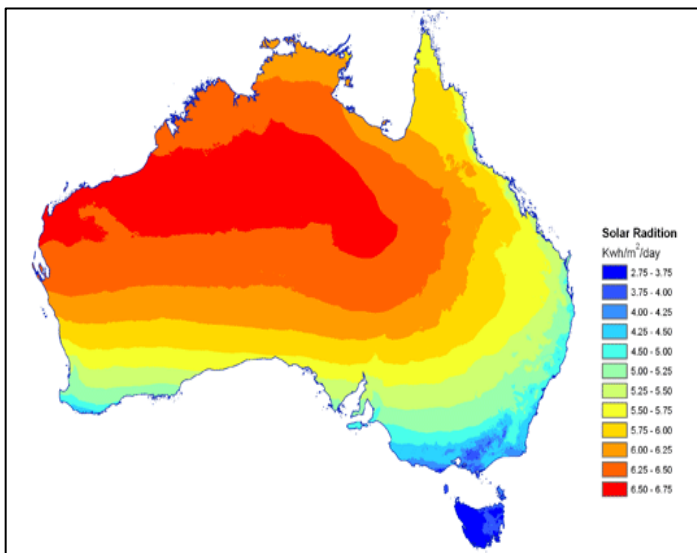 Solar Radition
Kwh/m²/day
2.75 - 3.75
3.75 - 4.00
4.00 - 4.25
4.25 - 4.50
4.50 - 5.00
5.00 - 5.25
5.25 - 5.50
5.50 - 5.75
5.75 - 6.00
6.00 - 6.25
6.25 - 6.50
6.50 - 6.75